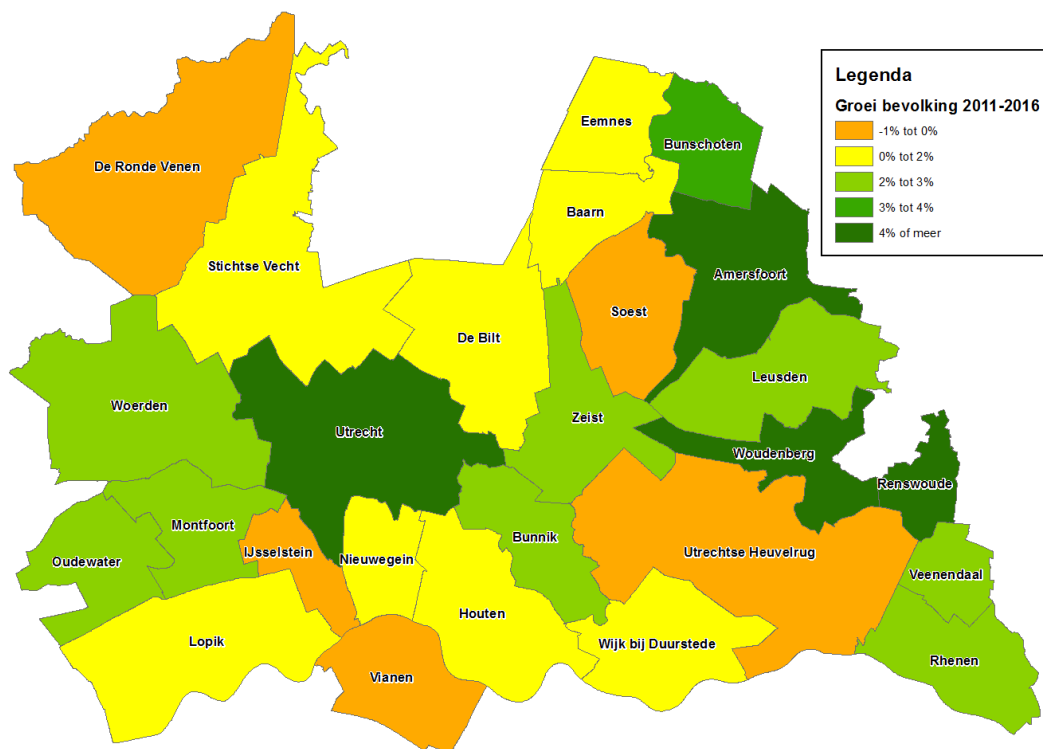 Legenda
Groei bevolking 2011-2016
-1% tot 0%
0% tot 2%
2% tot 3%
3% tot 4%
4% of meer
Eemnes
Bunschoten
De Ronde Venen
Baarn
Stichtse Vecht
Amersfoort
Soest
De Bilt
Leusden
Woerden
Zeist
Utrecht
Woudenberg
Renswoude
Montfoort
IJsselstein
Nieuwegein
Bunnik
Utrechtse Heuvelrug
Oudewater
Veenendaal
Houten
Lopik
Wijk bij Duurstede
Rhenen
Vianen